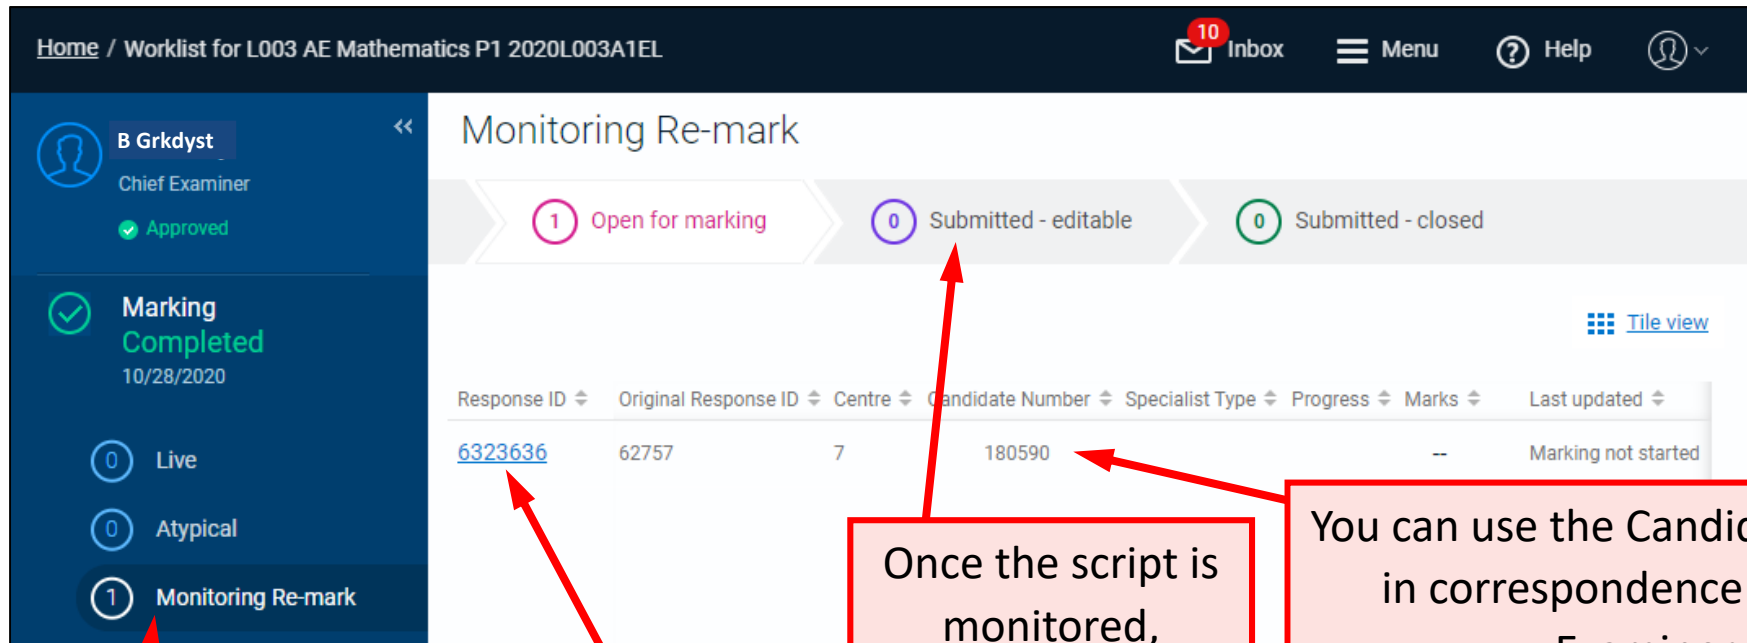 Home / Worklist for L003 AE Mathematics P1 2020L003A1EL
10 Inbox Menu ? Help
B Grkdyst
Chief Examiner
Approved
Marking
Completed
10/28/2020
0 Live
0 Atypical
1 Monitoring Re-mark
Monitoring Re-mark
1 Open for marking 0 Submitted - editable 0 Submitted - closed
Tile view
Response ID Original Response ID Centre Candidate Number Specialist Type Progress Marks Last updated
6323636 62757 7 180590 -- Marking not started
Once the script is
monitored,
You can use the
in correspondence